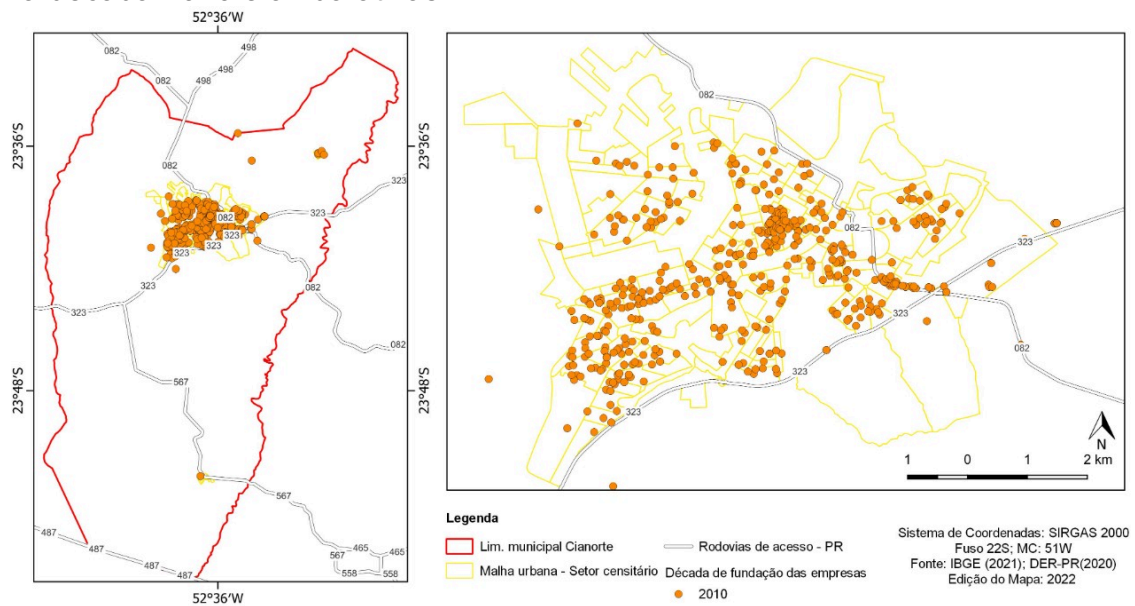 52°36'W
082
498
082
498
23°36'S
23°36'S
082
323
323
082
323
323
323
082
323
082
23°48'S
23°48'S
567
567
567
487
487
465
465
487
558
558
487
52°36'W
082
082
323
082
323
082
323
323
N
1 0 1 2 km
Legenda
Lim. municipal Cianorte
Rodovias de acesso - PR
Malha urbana - Setor censitário
Década de fundação das empresas
2010
Sistema de Coordenadas: SIRGAS 2000
Fuso 22S; MC: 51W
Fonte: IBGE (2021); DER-PR(2020)
Edição do Mapa: 2022